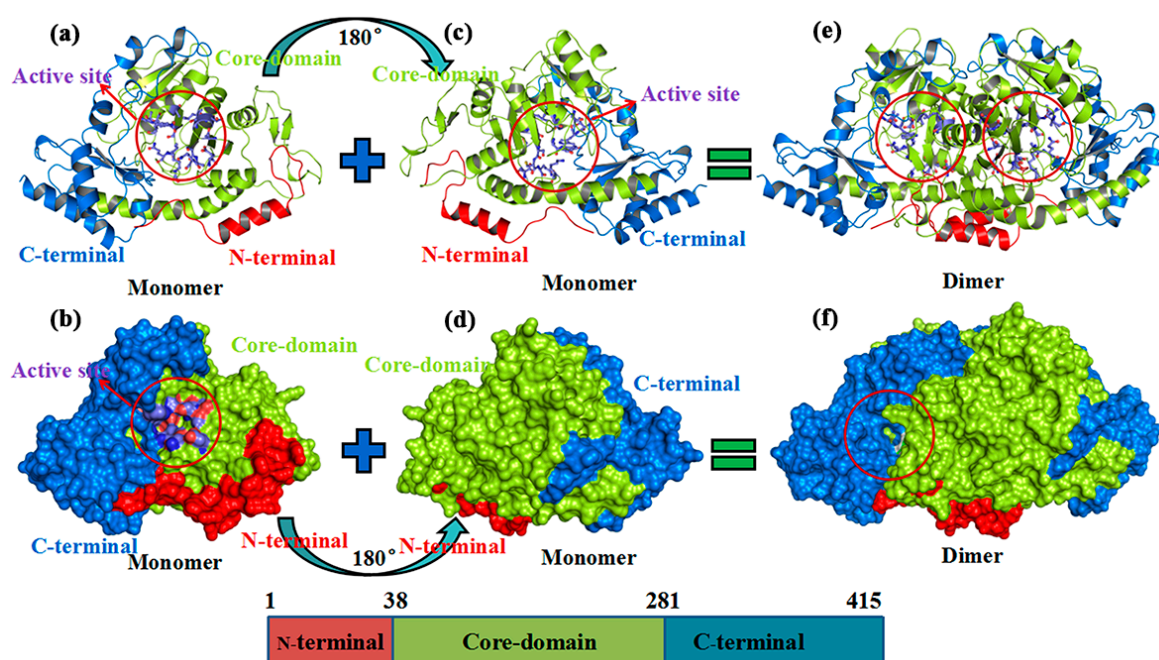 (a)
180°
(c)
(e)
Core-domain
Core-domain
Active site
Active site
C-terminal
N-terminal
N-terminal
C-terminal
Monomer
Monomer
Dimer
(b)
(d)
(f)
Core-domain
Core-domain
Active site
C-terminal
C-terminal
N-terminal
N-terminal
Monomer
180°
Monomer
Dimer
1 38 281 415
N-terminal Core-domain C-terminal